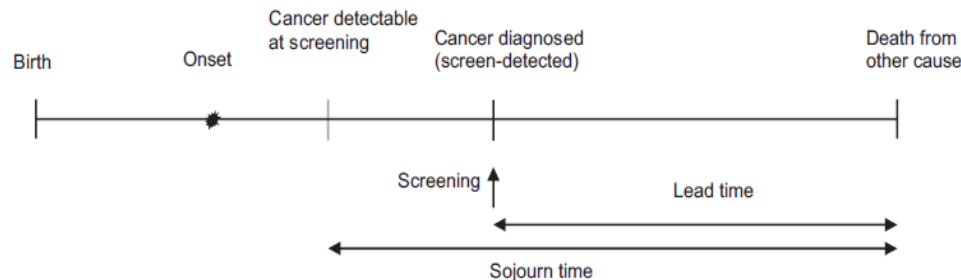 Cancer detectable
at screening
Cancer diagnosed
(screen-detected)
Death from
other cause
Birth
Onset
Screening
Lead time
Sojourn time